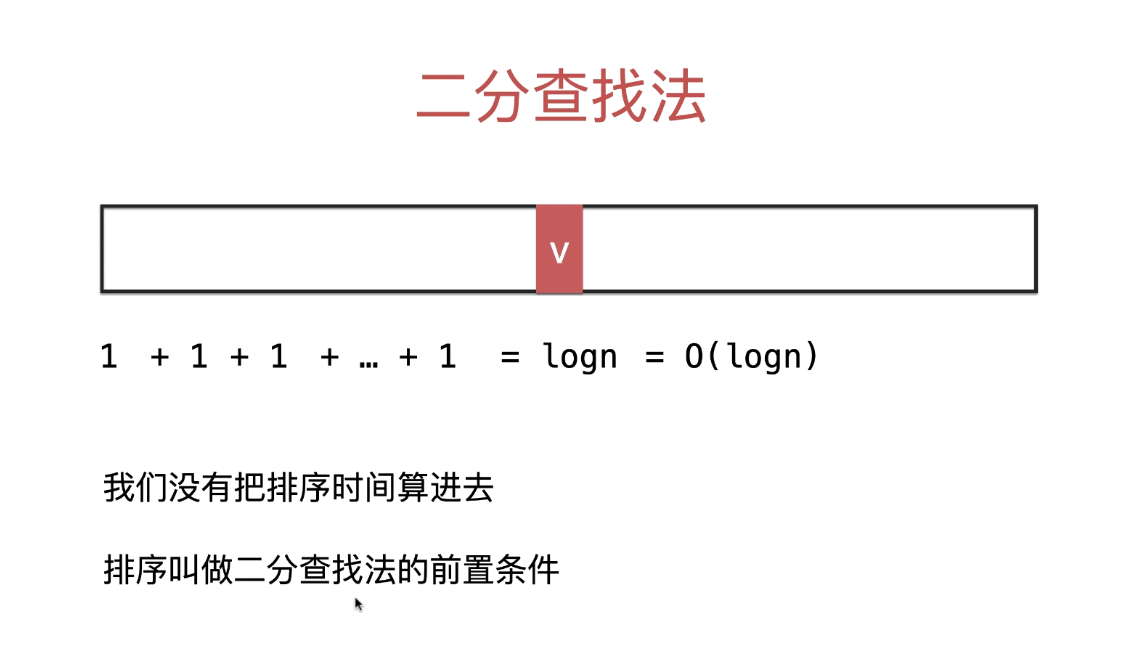 二分查找法
v
1 + 1 + 1 + … + 1 = logn = O(logn)
我们没有把排序时间算进去
排序叫做二分查找法的前置条件